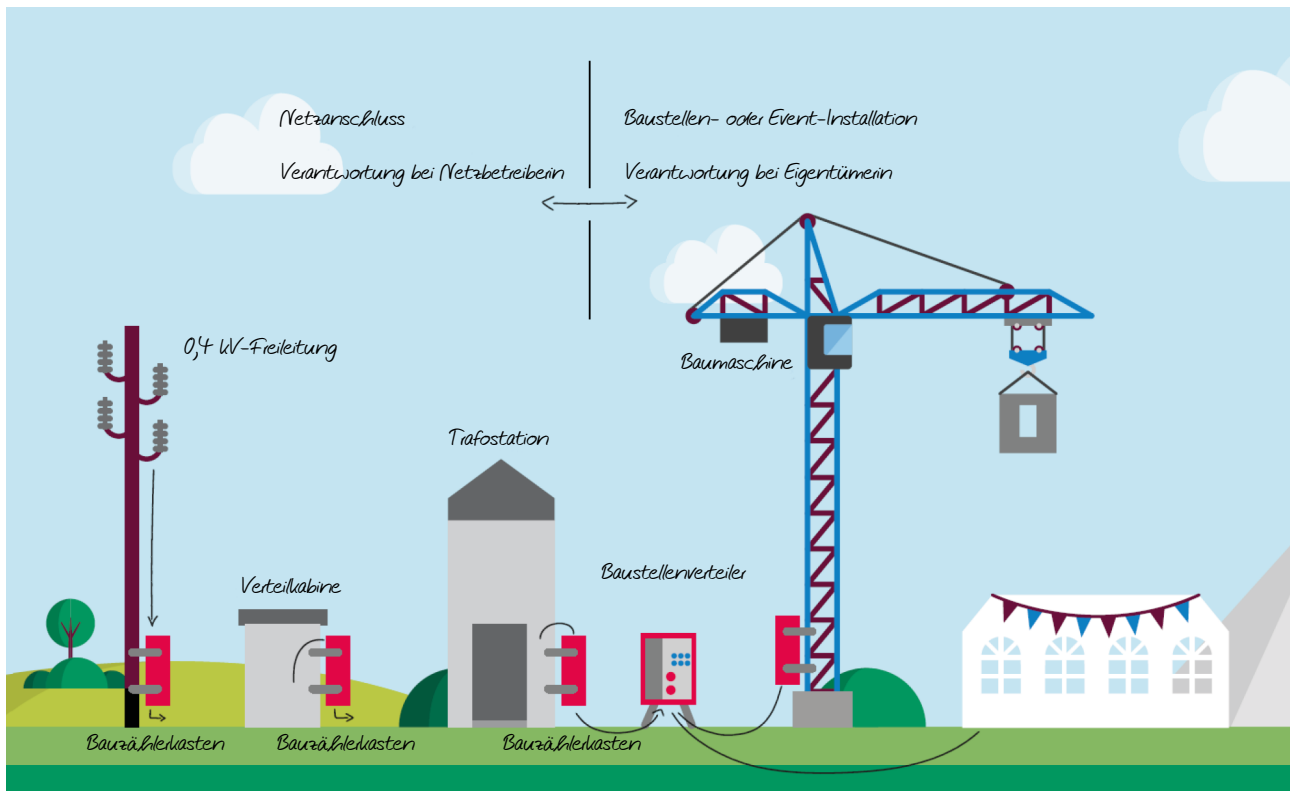 Netzanschluss
Baustellen- oder Event-Installation
Verantwortung bei Netzbetreiberin
Verantwortung bei Eigentümerin
0,4 kV-Freileitung
Baumaschine
Trafostation
Verteilkabine
Baustellenverteiler
Bauzählerkasten
Bauzählerkasten
Bauzählerkasten